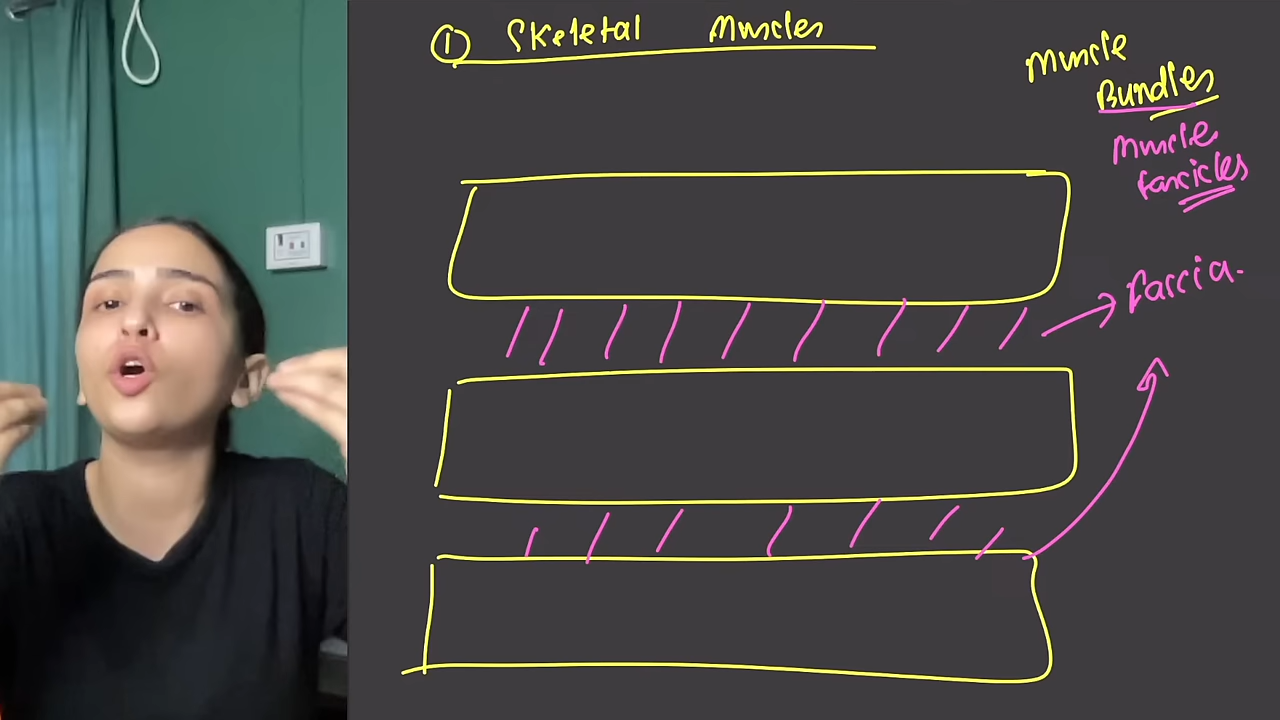 ① Skeletal Muscles
Muscle
Bundles
Muscle
fascicles
fascia.